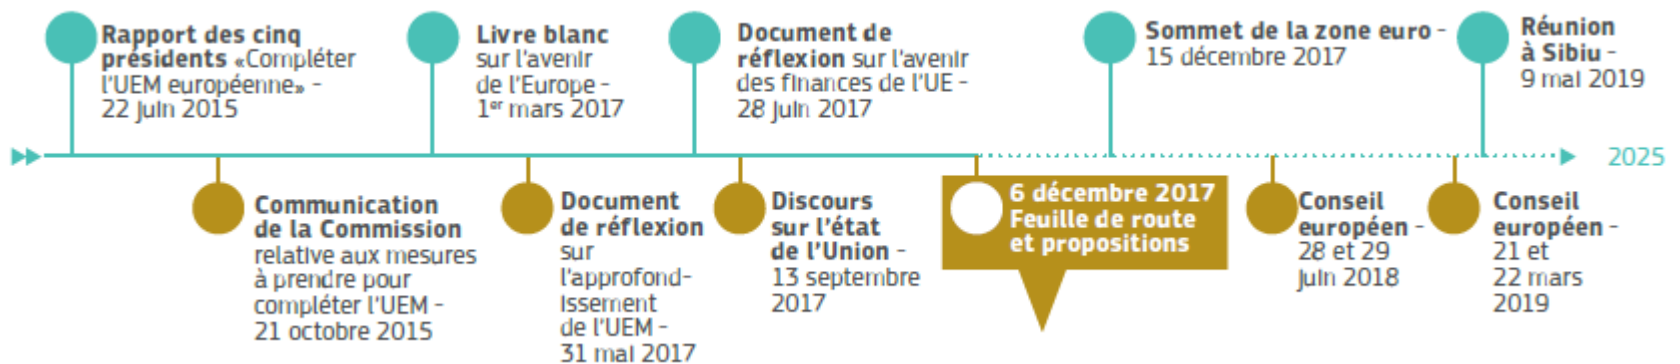 Rapport des cinq
présidents «Compléter
l'UEM européenne» -
22 juin 2015
Communication
de la Commission
relative aux mesures
à prendre pour
compléter l'UEM -
21 octobre 2015
Livre blanc
sur l'avenir
de l'Europe -
1er mars 2017
Document
de réflexion
sur
l'approfond-
issement
de l'UEM -
31 mai 2017
Document de
réflexion sur l'avenir
des finances de l'UE -
28 juin 2017
Discours
sur l'état
de l'Union -
13 septembre
2017
6 décembre 2017
Feuille de route
et propositions
Sommet de la zone euro -
15 décembre 2017
Conseil
européen -
28 et 29
juin 2018
Conseil
européen -
21 et
22 mars
2019
Réunion
à Sibiu -
9 mai 2019
2025